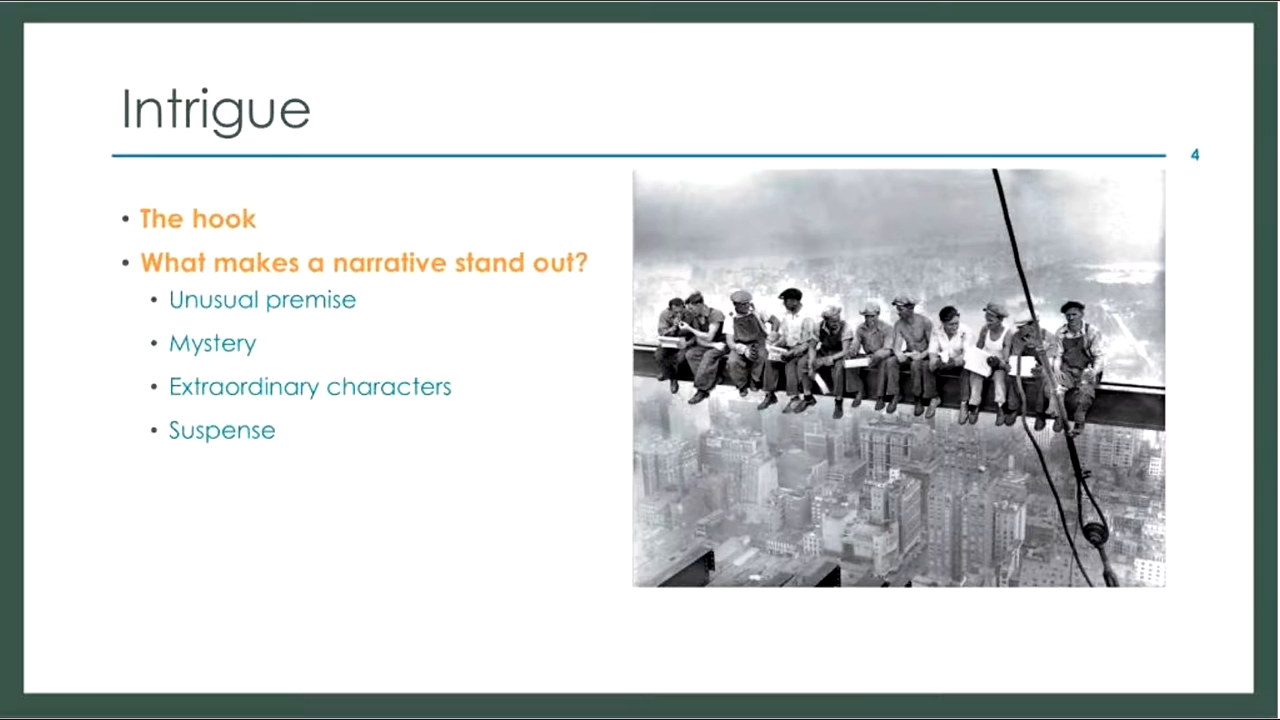 Intrigue
4
• The hook
• What makes a narrative stand out?
• Unusual premise
• Mystery
• Extraordinary characters
• Suspense